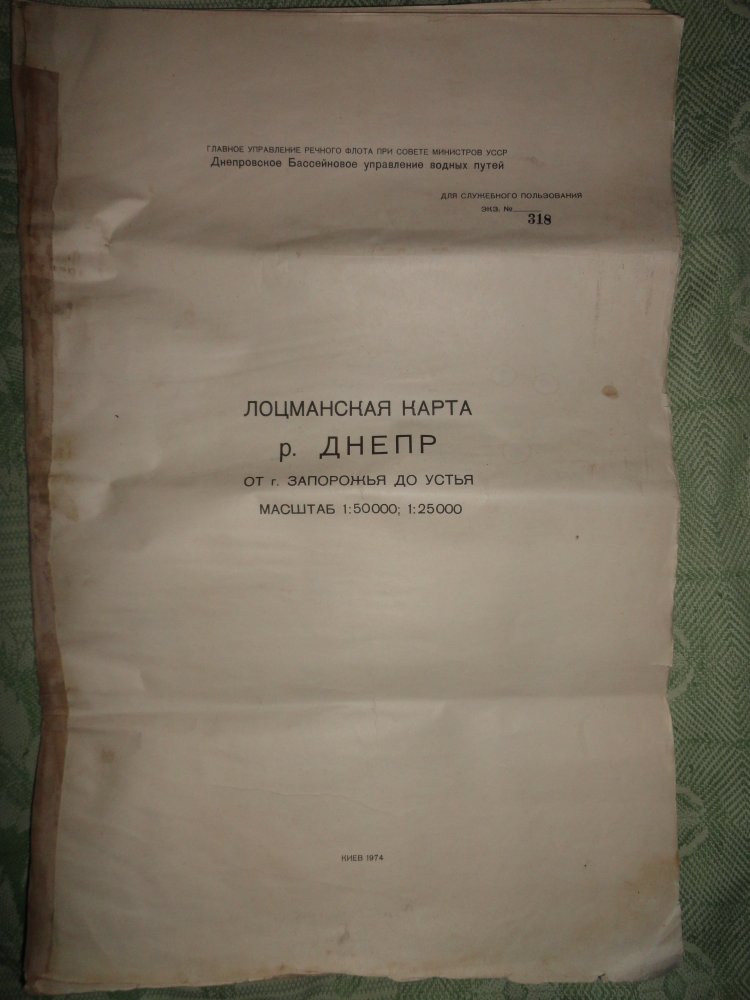 ГЛАВНОЕ УПРАВЛЕНИЕ РЕЧНОГО ФЛОТА ПРИ СОВЕТЕ МИНИСТРОВ УССР
Днепровское Бассейновое управление водных путей
ДЛЯ СЛУЖЕБНОГО ПОЛЬЗОВАНИЯ
ЭКЗ. №
318
ЛОЦМАНСКАЯ КАРТА
р. ДНЕПР
ОТ г. ЗАПОРОЖЬЯ ДО УСТЬЯ
МАСШТАБ 1:50000; 1:25000
КИЕВ 1974